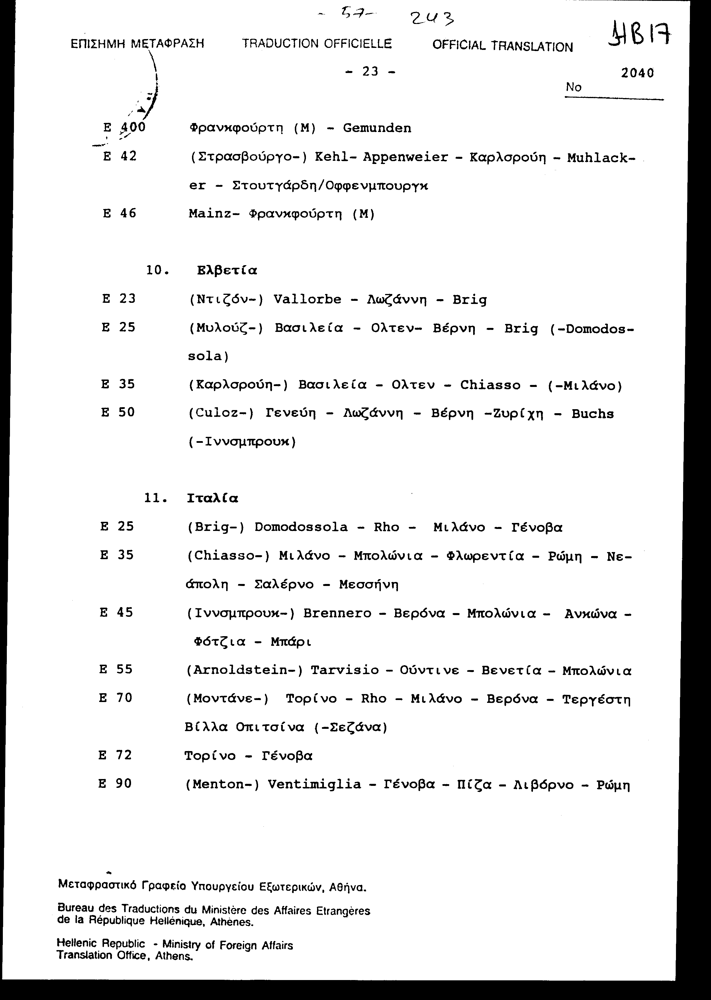 - 57- 243
HB17
ΕΠΙΣΗΜΗ ΜΕΤΑΦΡΑΣΗ TRADUCTION OFFICIELLE OFFICIAL TRANSLATION
- 23 - 2040
No
E 400 Φρανκφούρτη (M) - Gemunden
E 42 (Στρασβούργο-) Kehl- Appenweier - Καρλσρούη - Muhlack-
er - Στουτγάρδη/Οφφενμπουργκ
E 46 Mainz- Φρανκφούρτη (M)
10. Ελβετία
E 23 (Ντιζόν-) Vallorbe - Λωζάννη - Brig
E 25 (Μυλούζ-) Βασιλεία - Ολτεν- Βέρνη - Brig (-Domodos-
sola)
E 35 (Καρλσρούη-) Βασιλεία - Ολτεν - Chiasso - (-Μιλάνο)
E 50 (Culoz-) Γενεύη - Λωζάννη - Βέρνη -Ζυρίχη - Buchs
(-Ιννσμπρουκ)
11. Ιταλία
E 25 (Brig-) Domodossola - Rho - Μιλάνο - Γένοβα
E 35 (Chiasso-) Μιλάνο - Μπολώνια - Φλωρεντία - Ρώμη - Νε-
άπολη - Σαλέρνο - Μεσσήνη
E 45 (Ιννσμπρουκ-) Brennero - Βερόνα - Μπολώνια - Ανκώνα -
Φότζια - Μπάρι
E 55 (Arnoldstein-) Tarvisio - Ούντινε - Βενετία - Μπολώνια
E 70 (Μοντάνε-) Τορίνο - Rho - Μιλάνο - Βερόνα - Τεργέστη
Βίλλα Οπιτσίνα (-Σεζάνα)
E 72 Τορίνο - Γένοβα
E 90 (Menton-) Ventimiglia - Γένοβα - Πίζα - Λιβόρνο - Ρώμη
Μεταφραστικό Γραφείο Υπουργείου Εξωτερικών, Αθήνα.
Bureau des Traductions du Ministère des Affaires Etrangères
de la République Hellénique, Athènes.
Hellenic Republic - Ministry of Foreign Affairs
Translation Office, Athens.